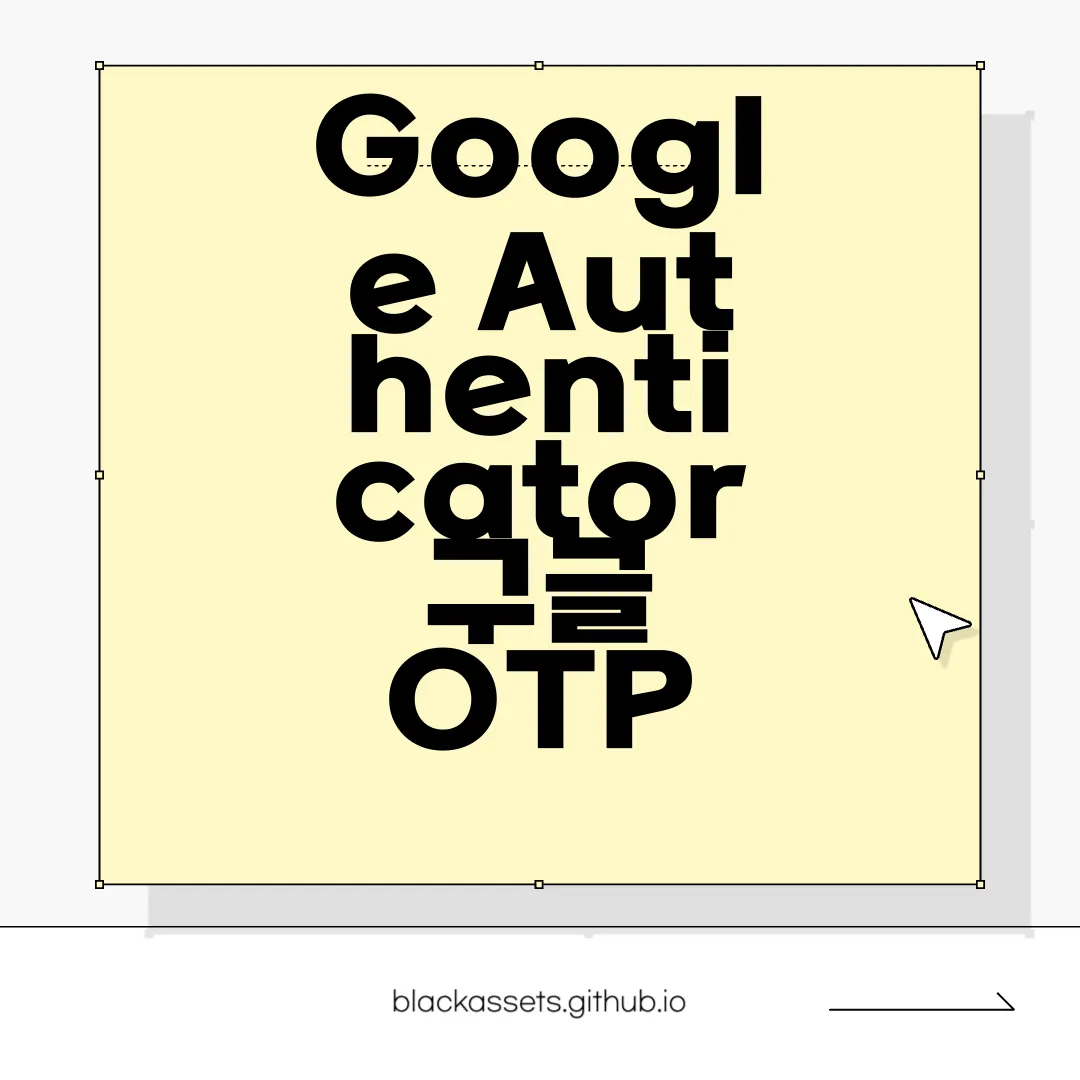 Googl
e Aut
henti
cator
구글
OTP
blackassets.github.io